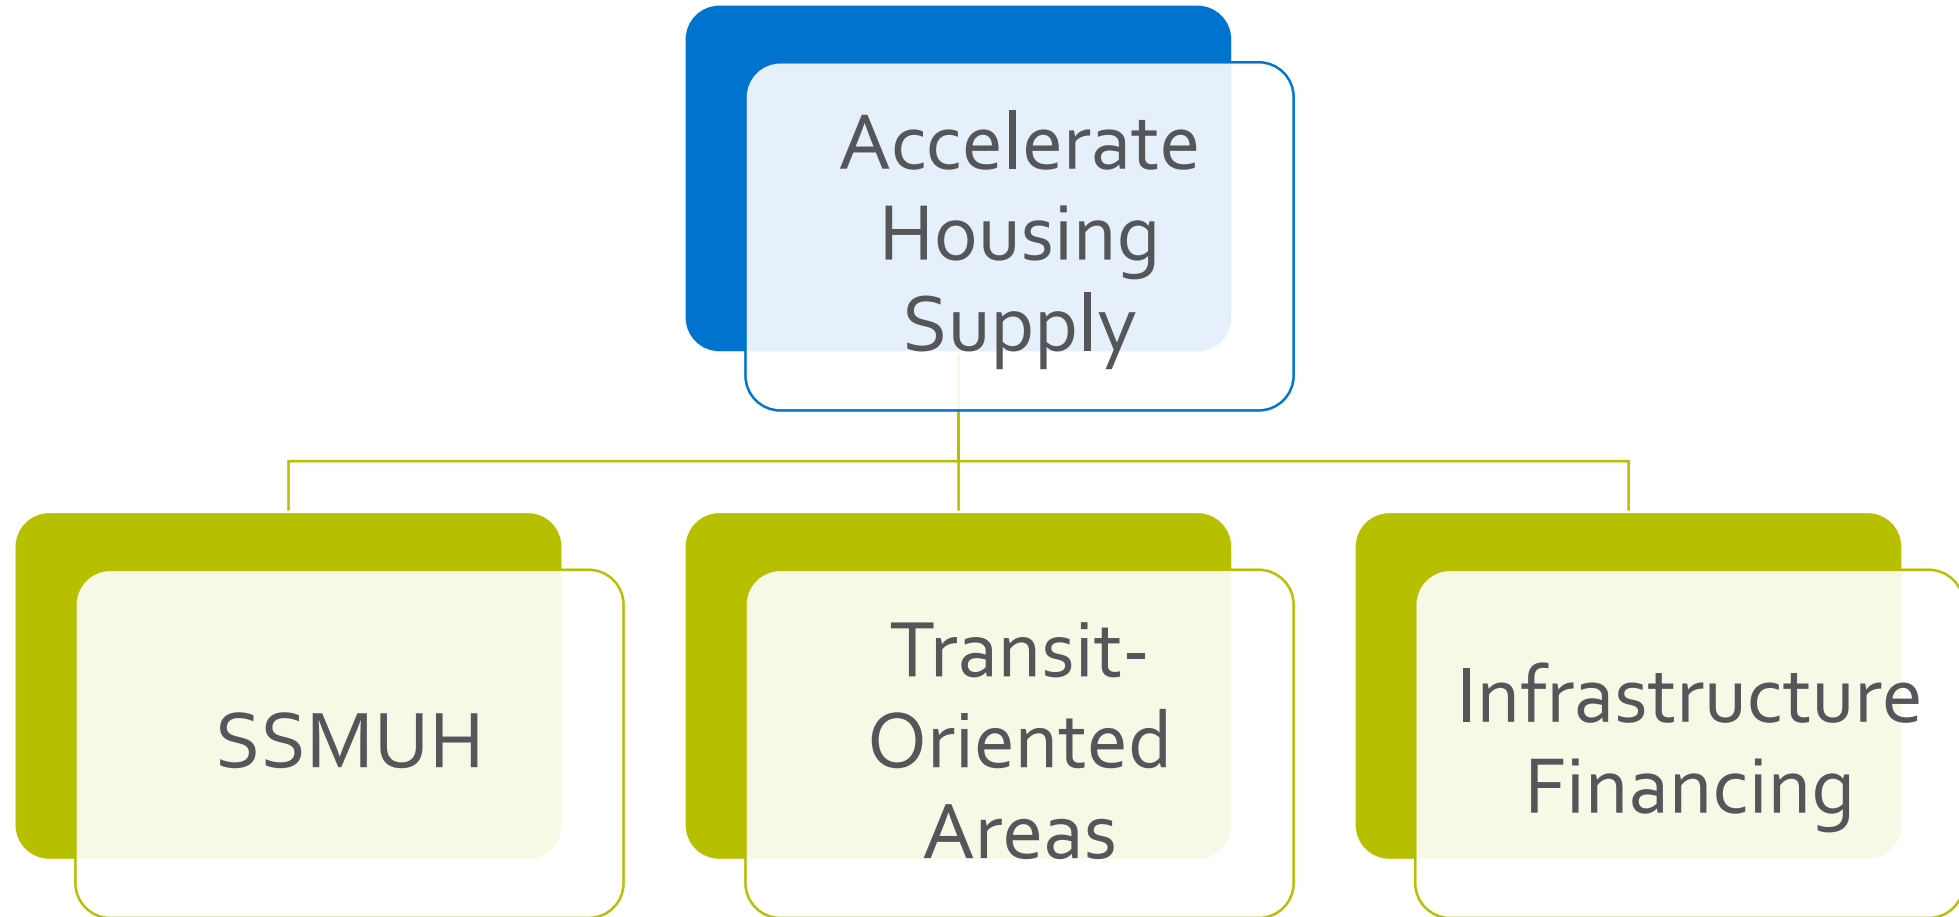 Accelerate
Housing
Supply
SSMUH
Transit-
Oriented
Areas
Infrastructure
Financing